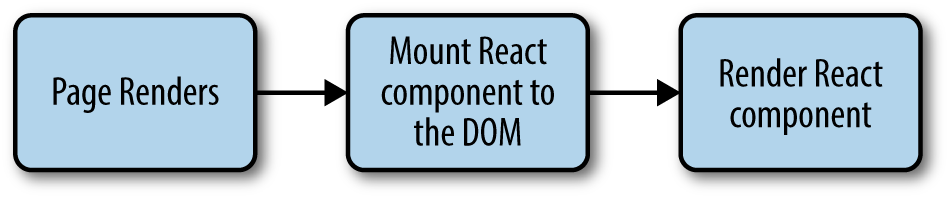 Page Renders
Mount React
component to
the DOM
Render React
component